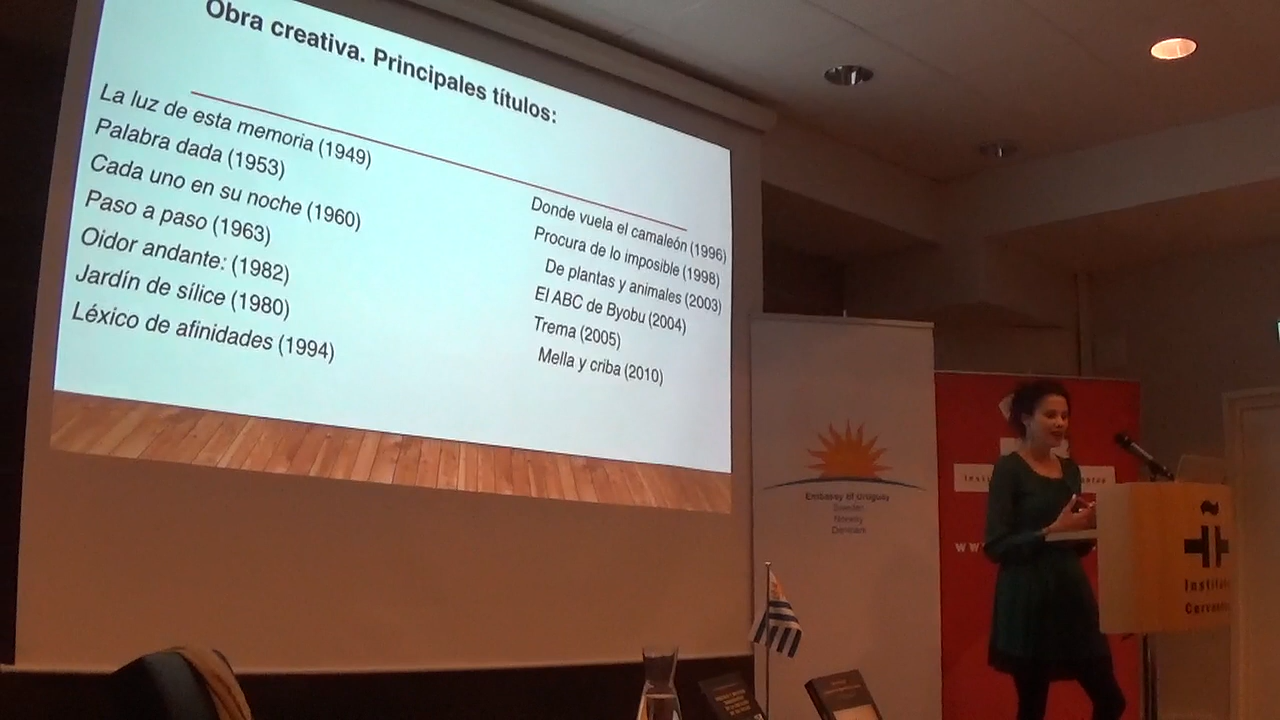 Obra creativa. Principales títulos:
La luz de esta memoria (1949)
Palabra dada (1953)
Cada uno en su noche (1960)
Paso a paso (1963)
Oidor andante: (1982)
Jardín de sílice (1980)
Léxico de afinidades (1994)
Donde vuela el camaleón (1996)
Procura de lo imposible (1998)
De plantas y animales (2003)
El ABC de Byobu (2004)
Trema (2005)
Mella y criba (2010)
Embassy of Uruguay
Sweden
Norway
Denmark
Instituto
Cervantes